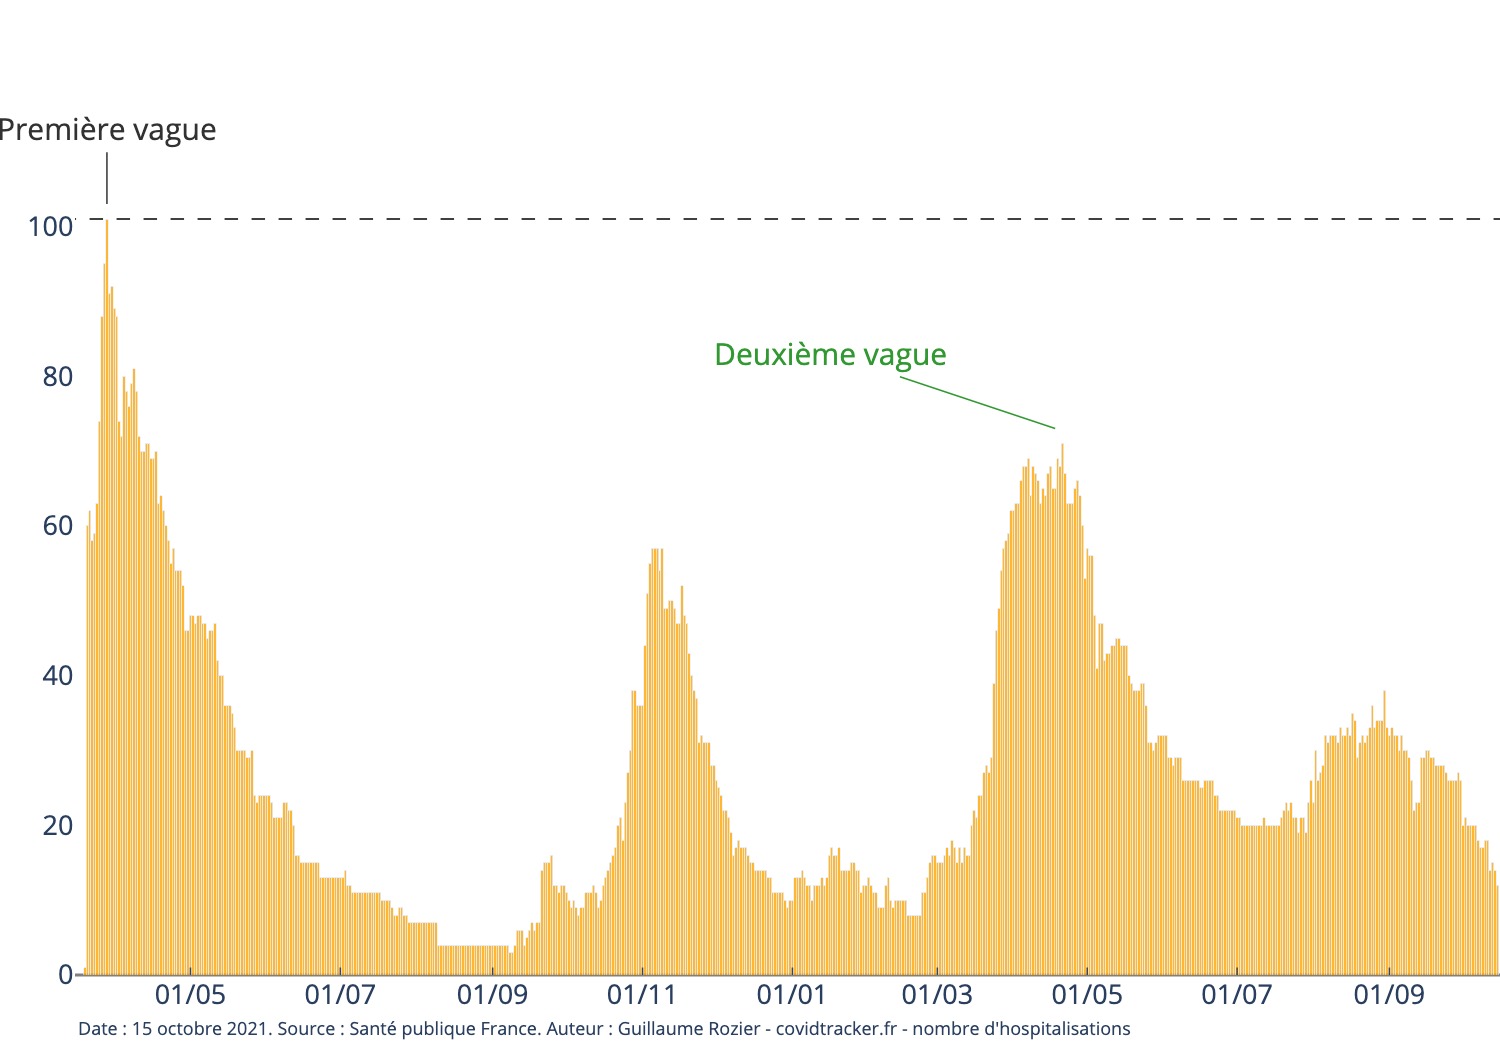 Première vague
100
Deuxième vague
80
60
40
20
0
01/05 01/07 01/09 01/11 01/01 01/03 01/05 01/07 01/09
Date : 15 octobre 2021. Source : Santé publique France. Auteur : Guillaume Rozier - covidtracker.fr - nombre d'hospitalisations